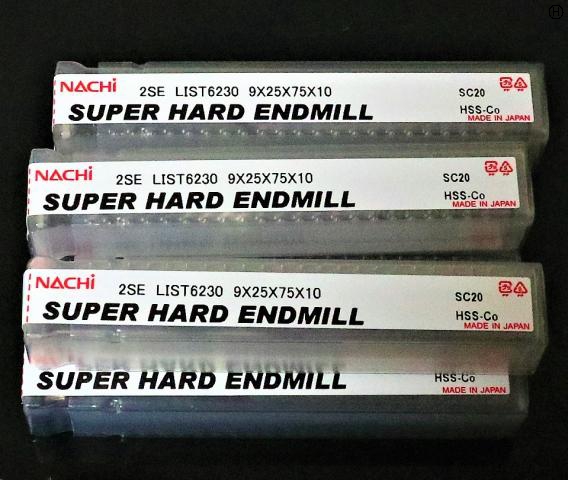 H
NACHi 2SE LIST6230 9X25X75X10 SC20
SUPER HARD ENDMILL HSS-Co
MADE IN JAPAN
NACHi 2SE LIST6230 9X25X75X10 SC20
SUPER HARD ENDMILL HSS-Co
MADE IN JAPAN
NACHi 2SE LIST6230 9X25X75X10 SC20
SUPER HARD ENDMILL HSS-Co
MADE IN JAPAN
SUPER HARD ENDMILL HSS-Co
MADE IN JAPAN